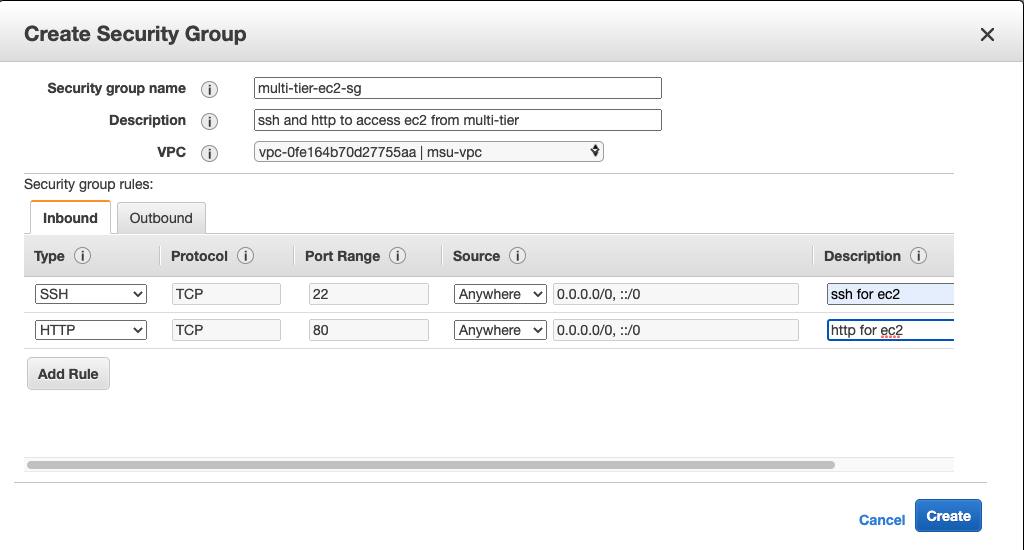 Create Security Group
Security group name i multi-tier-ec2-sg
Description i ssh and http to access ec2 from multi-tier
VPC i vpc-0fe164b70d27755aa | msu-vpc
Security group rules:
Inbound Outbound
Type i Protocol i Port Range i Source i Description i
SSH TCP 22 Anywhere 0.0.0.0/0, ::/0 ssh for ec2
HTTP TCP 80 Anywhere 0.0.0.0/0, ::/0 http for ec2
Add Rule
Cancel Create